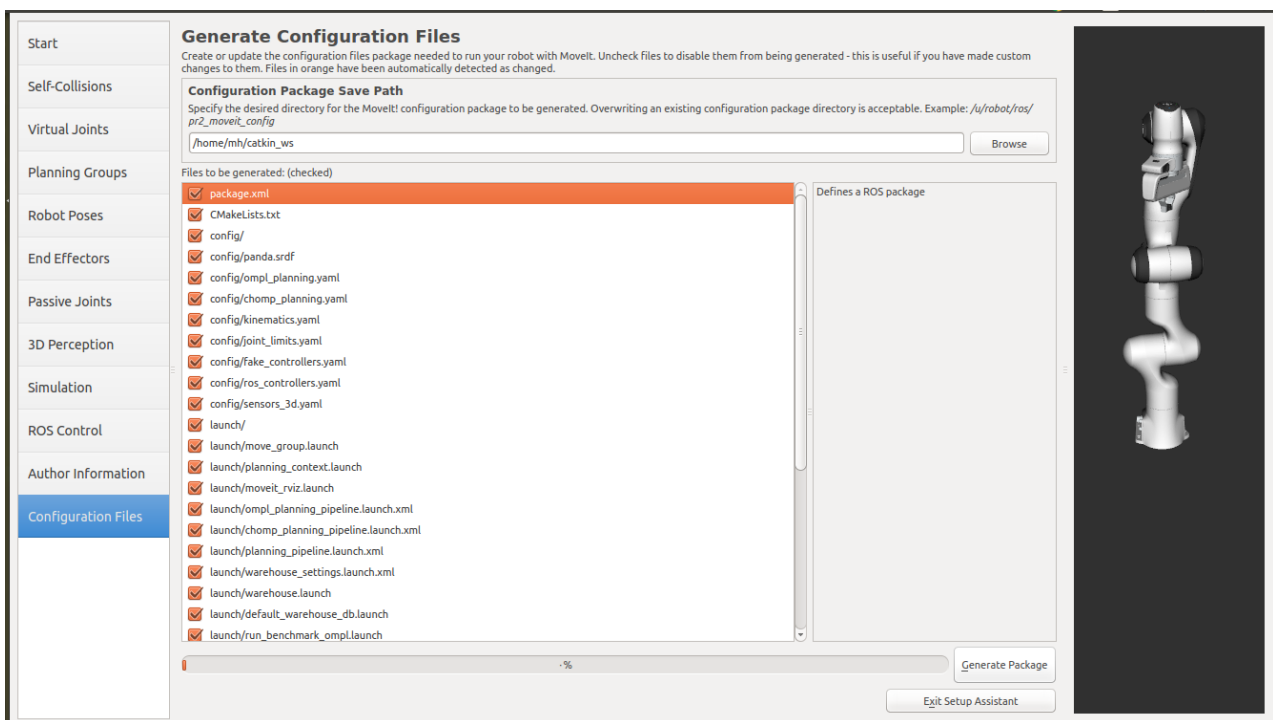 Start
Self-Collisions
Virtual Joints
Planning Groups
Robot Poses
End Effectors
Passive Joints
3D Perception
Simulation
ROS Control
Author Information
Configuration Files
Generate Configuration Files
Create or update the configuration files package needed to run your robot with MoveIt. Uncheck files to disable them from being generated - this is useful if you have made custom
changes to them. Files in orange have been automatically detected as changed.
Configuration Package Save Path
Specify the desired directory for the MoveIt! configuration package to be generated. Overwriting an existing configuration package directory is acceptable. Example: /u/robot/ros/
pr2_moveit_config
/home/mh/catkin_ws
Browse
Files to be generated: (checked)
package.xml
CMakeLists.txt
config/
config/panda.srdf
config/ompl_planning.yaml
config/chomp_planning.yaml
config/kinematics.yaml
config/joint_limits.yaml
config/fake_controllers.yaml
config/ros_controllers.yaml
config/sensors_3d.yaml
launch/
launch/move_group.launch
launch/planning_context.launch
launch/moveit_rviz.launch
launch/ompl_planning_pipeline.launch.xml
launch/chomp_planning_pipeline.launch.xml
launch/planning_pipeline.launch.xml
launch/warehouse_settings.launch.xml
launch/warehouse.launch
launch/default_warehouse_db.launch
launch/run_benchmark_ompl.launch
Defines a ROS package
-%
Generate Package
Exit Setup Assistant